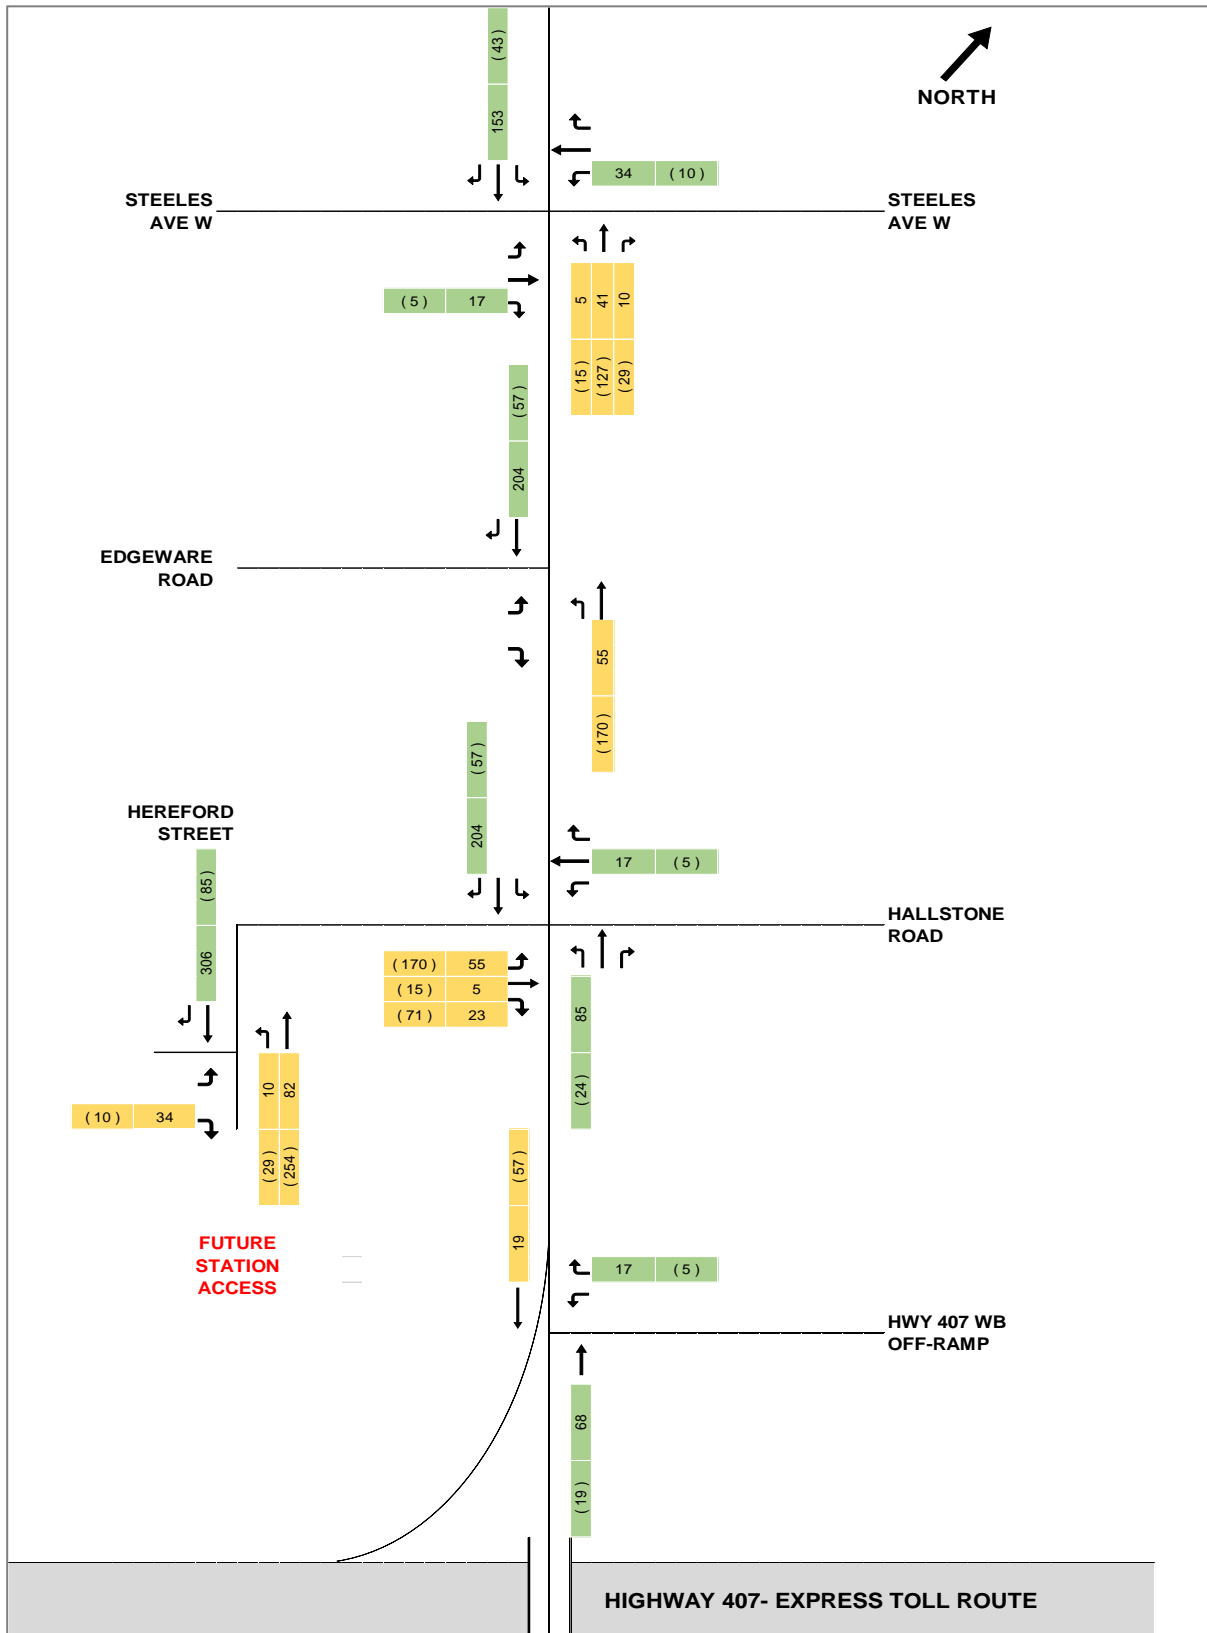 ( 43 )
153
NORTH
34 ( 10 )
STEELES
AVE W
STEELES
AVE W
( 5 ) 17
5 41 10
( 15 ) ( 127 ) ( 29 )
( 57 )
204
EDGEWARE
ROAD
55
( 170 )
( 57 )
204
HEREFORD
STREET
17 ( 5 )
( 85 )
306
HALLSTONE
ROAD
( 170 ) 55
( 15 ) 5
( 71 ) 23
85
( 24 )
10 82
( 29 ) ( 254 )
( 10 ) 34
( 57 )
19
FUTURE
STATION
ACCESS
17 ( 5 )
HWY 407 WB
OFF-RAMP
68
( 19 )
HIGHWAY 407- EXPRESS TOLL ROUTE